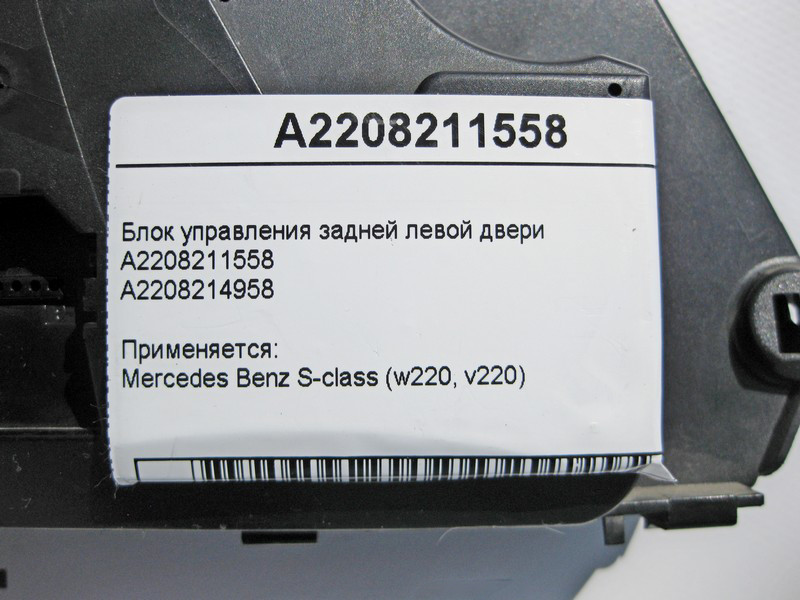 A2208211558
Блок управления задней левой двери
A2208211558
A2208214958
Применяется:
Mercedes Benz S-class (w220, v220)